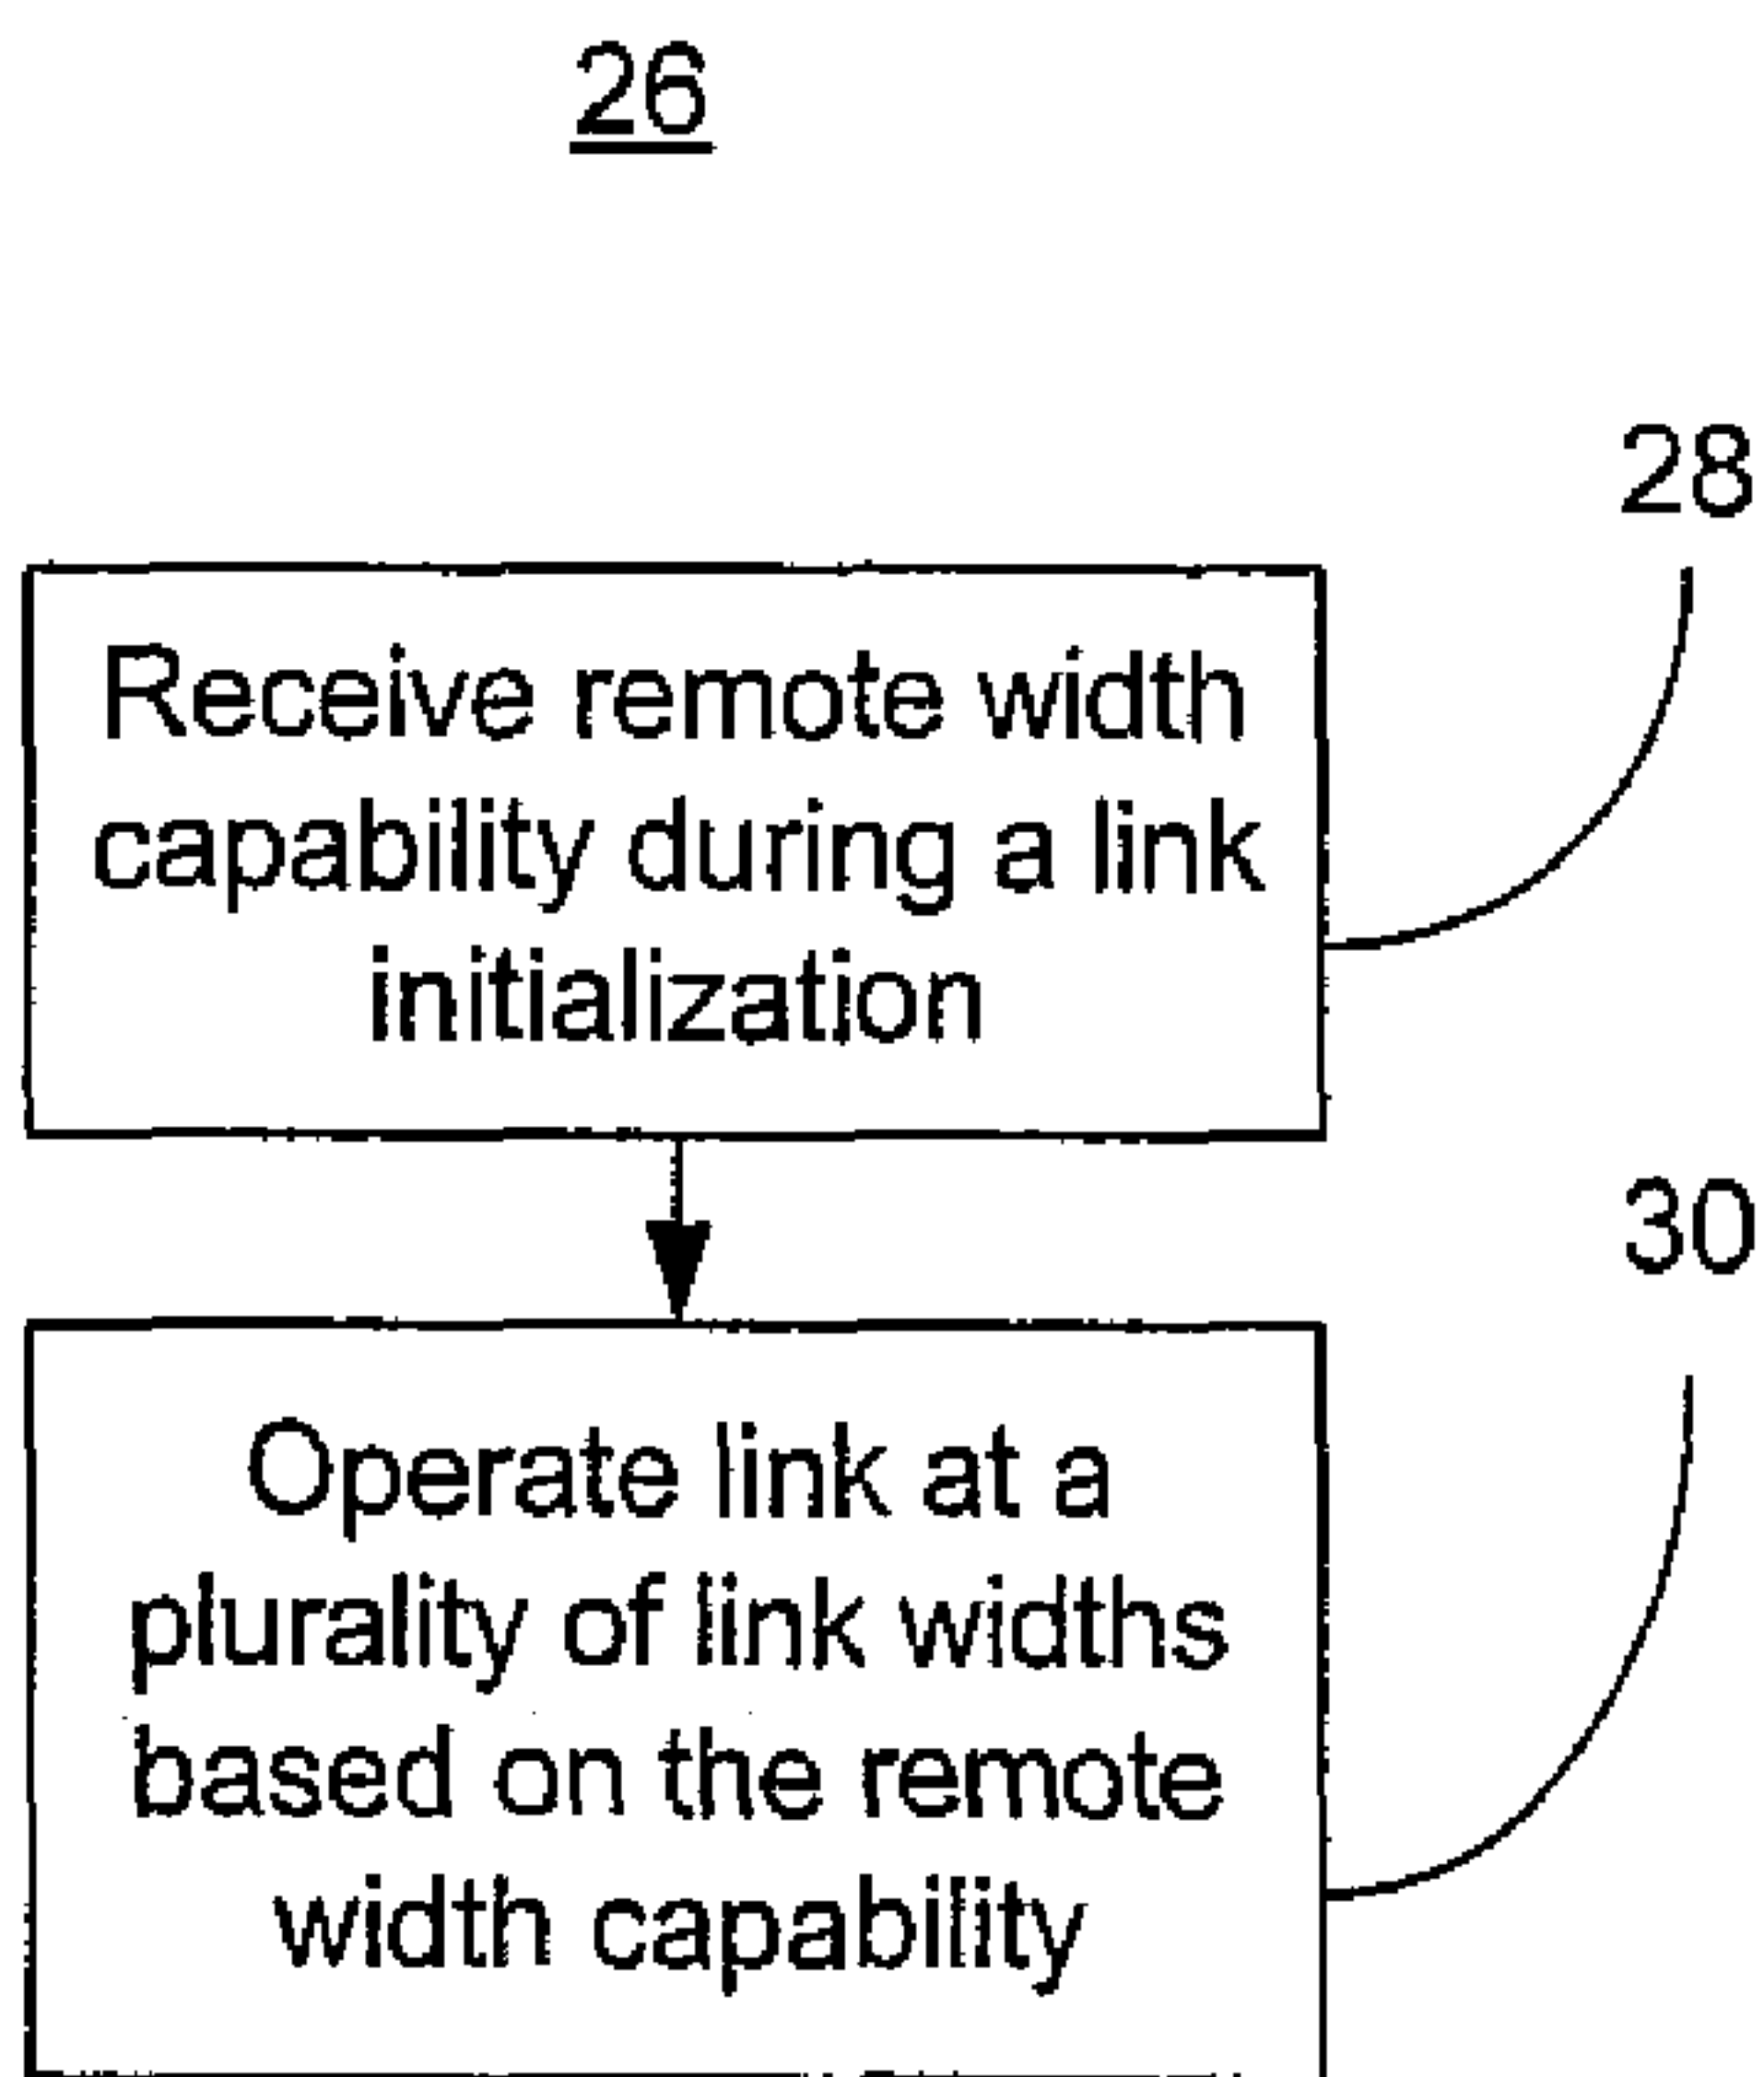 26
28
Receive remote width
capability during a link
initialization
30
Operate link at a
plurality of link widths
based on the remote
width capability